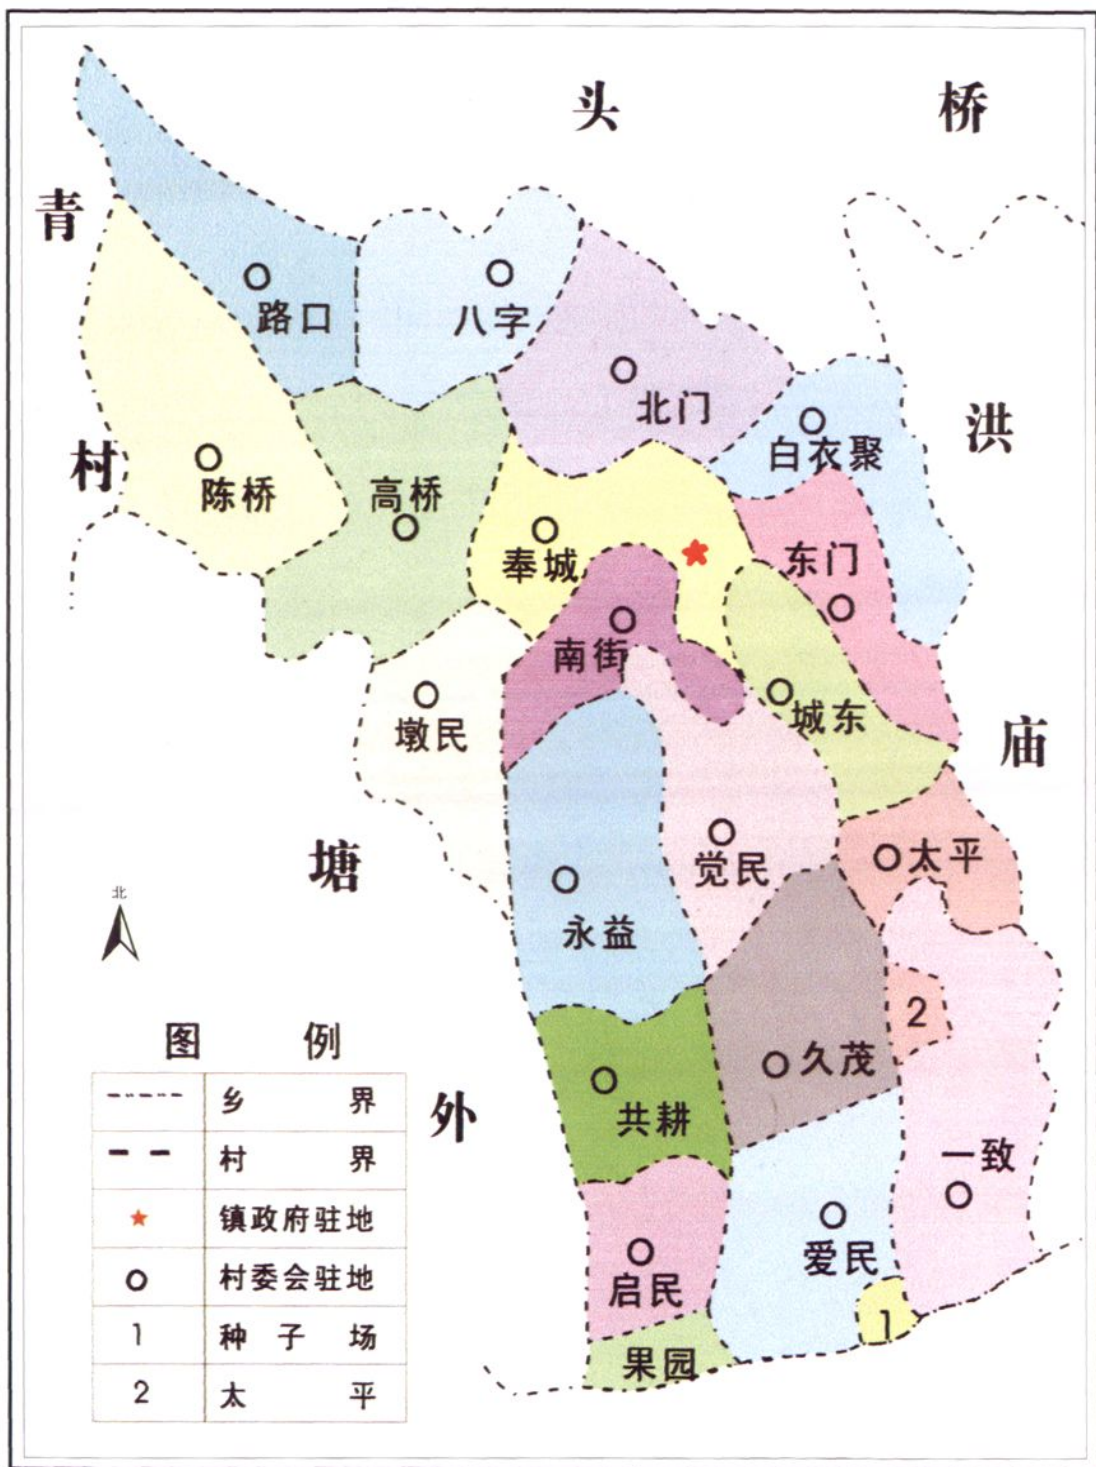 头 桥
青
村
洪
庙
塘
外
路口
八字
北门
白衣聚
陈桥
高桥
奉城
东门
南街
城东
墩民
觉民
太平
永益
2
久茂
共耕
一致
爱民
启民
1
果园
北
图 例
乡 界
村 界
镇政府驻地
村委会驻地
1 种子场
2 太平